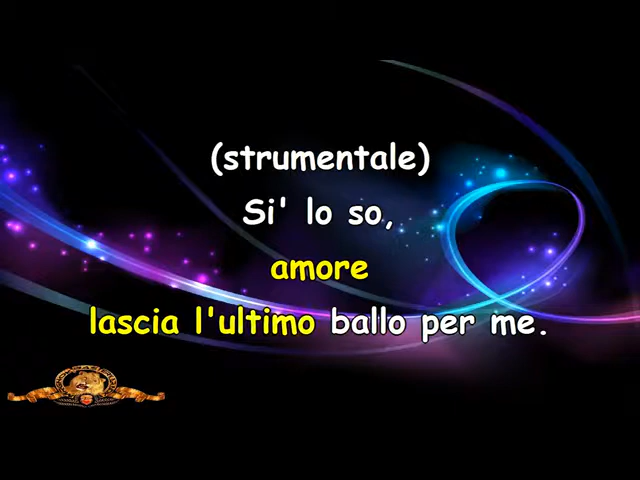 (strumentale)
Si' lo so,
amore
lascia l'ultimo ballo per me.